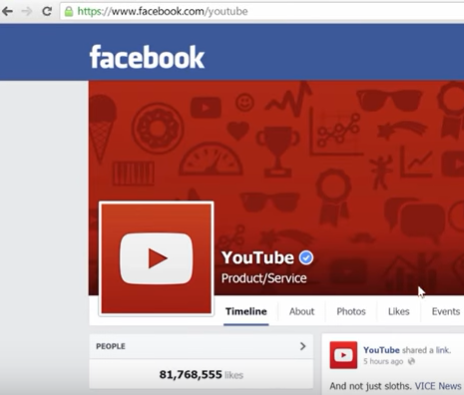 https://www.facebook.com/youtube
facebook
YouTube
Product/Service
Timeline About Photos Likes Events
PEOPLE
81,768,555 likes
YouTube shared a link.
5 hours ago
And not just sloths. VICE News